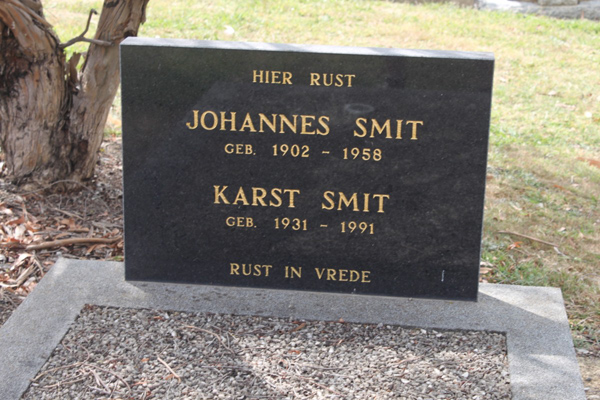 HIER RUST
JOHANNES SMIT
GEB. 1902 - 1958
KARST SMIT
GEB. 1931 - 1991
RUST IN VREDE